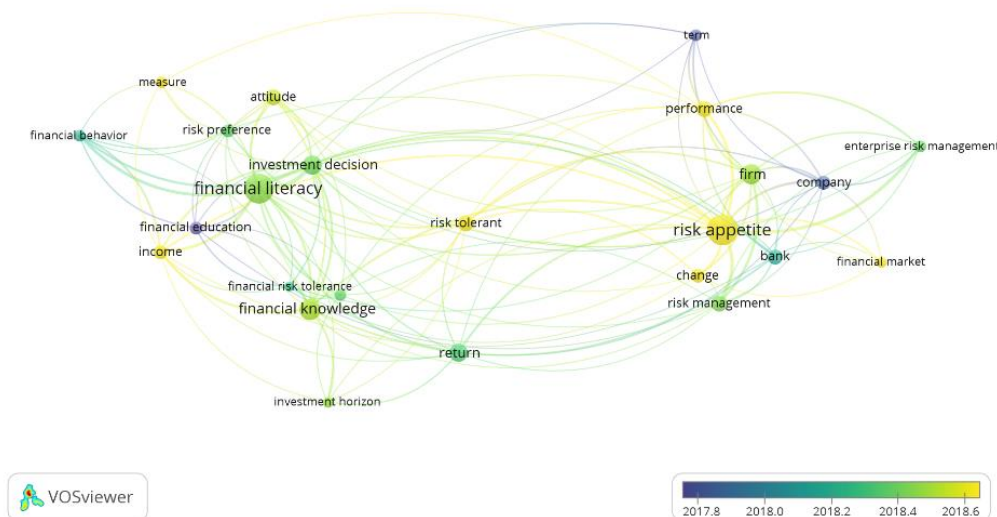 term
measure
attitude
performance
financial behavior
risk preference
enterprise risk management
investment decision
firm
company
financial literacy
financial education
risk tolerant
risk appetite
income
bank
financial market
change
financial risk tolerance
risk management
financial knowledge
return
investment horizon
VOSviewer
2017.8 2018.0 2018.2 2018.4 2018.6